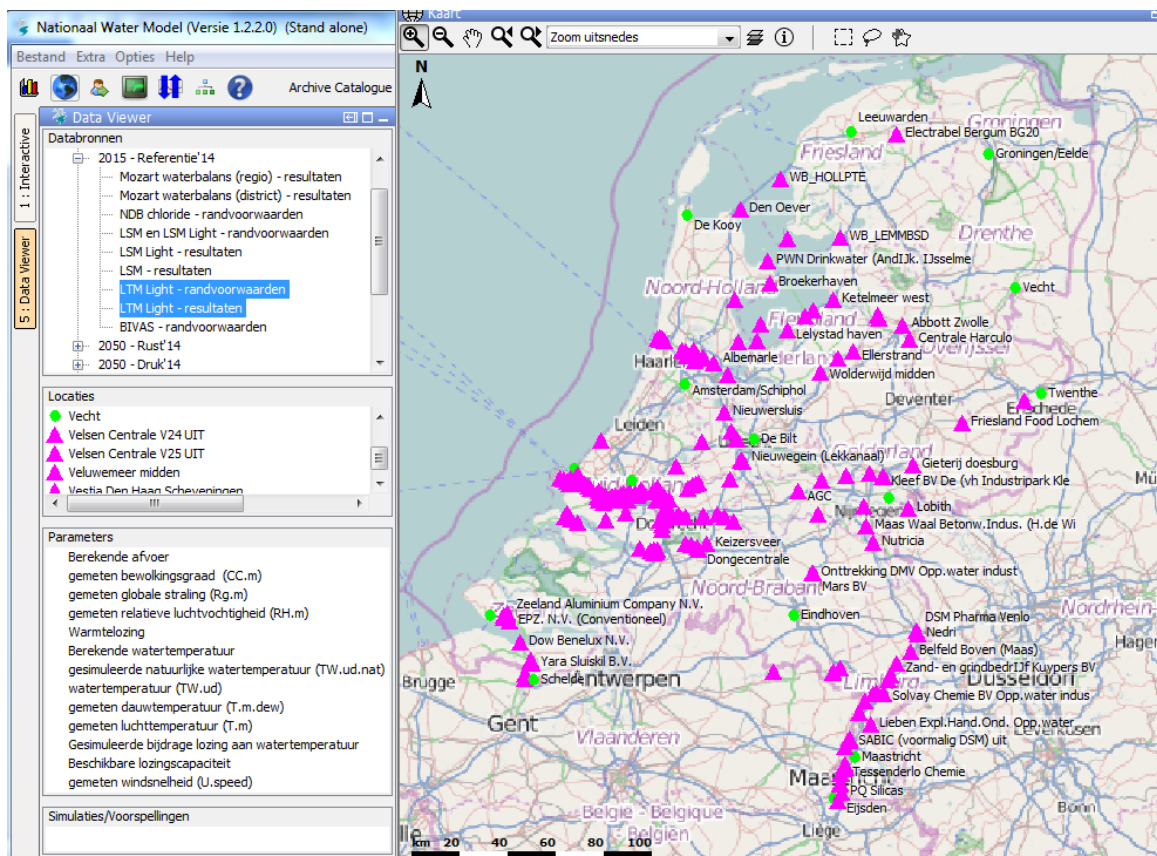 Nationaal Water Model (Versie 1.2.2.0) (Stand alone)
Bestand Extra Opties Help
Archive Catalogue
1 : Interactive
5 : Data Viewer
Data Viewer
Databronnen
2015 - Referentie'14
Mozart waterbalans (regio) - resultaten
Mozart waterbalans (district) - resultaten
NDB chloride - randvoorwaarden
LSM en LSM Light - randvoorwaarden
LSM Light - resultaten
LSM - resultaten
LTM Light - randvoorwaarden
LTM Light - resultaten
BIVAS - randvoorwaarden
2050 - Rust'14
2050 - Druk'14
Locaties
Vecht
Velsen Centrale V24 UIT
Velsen Centrale V25 UIT
Veluwemeer midden
Vestia Den Haag Scheveningen
Parameters
Berekende afvoer
gemeten bewolkingsgraad (CC.m)
gemeten globale straling (Rg.m)
gemeten relatieve luchtvochtigheid (RH.m)
Warmtelozing
Berekende watertemperatuur
gesimuleerde natuurlijke watertemperatuur (TW.ud.nat)
watertemperatuur (TW.ud)
gemeten dauwtemperatuur (T.m.dew)
gemeten luchttemperatuur (T.m)
Gesimuleerde bijdrage lozing aan watertemperatuur
Beschikbare lozingscapaciteit
gemeten windsnelheid (U.speed)
Simulaties/Voorspellingen
Kaart
Zoom uitsnedes
N
Leeuwarden
Groningen
Electrabel Bergum BG20
Friesland
Groningen/Eelde
WB_HOLLPTE
Den Oever
De Kooy
WB_LEMMBSD
Drenthe
PWN Drinkwater (AndIJk. IJsselme
Broekerhaven
Noord-Holland
Vecht
Ketelmeer west
Flevoland
Abbott Zwolle
Lelystad haven
Centrale Harculo
Overijssel
Albemarle
Ellerstrand
Wolderwijd midden
Amsterdam/Schiphol
Twenthe
Deventer
Enschede
Nieuwersluis
Leiden
Friesland Food Lochem
De Bilt
Gelderland
Nieuwegein (Lekkanaal)
Gieterij doesburg
Kleef BV De (vh Industripark Kle
AGC
Lobith
Nijmegen
Maas Waal Betonw.Indus. (H.de Wi
Keizersveer
Nutricia
Dongecentrale
Onttrekking DMV Opp.water indust
Noord-Brabant
Mars BV
Zeeland Aluminium Company N.V.
EPZ. N.V. (Conventioneel)
Eindhoven
DSM Pharma Venlo
Nordrhein-
Nedri
Dow Benelux N.V.
Belfeld Boven (Maas)
Yara Sluiskil B.V.
Zand- en grindbedrIJf Kuypers BV
Brugge
Schelde
Antwerpen
Limburg
Düsseldorf
Solvay Chemie BV Opp.water indus
Gent
Lieben Expl.Hand.Ond. Opp.water
Leverkusen
Vlaanderen
SABIC (voormalig DSM) uit
Maastricht
Maastricht
Tessenderlo Chemie
PQ Silicas
Eijsden
België - Belgique
- Belgien
Bonn
Liège
km 20 40 60 80 100